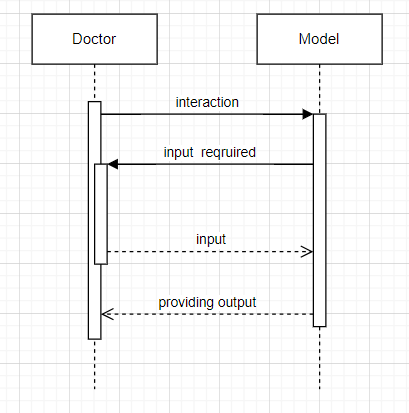 Doctor
Model
interaction
input reqruired
input
providing output